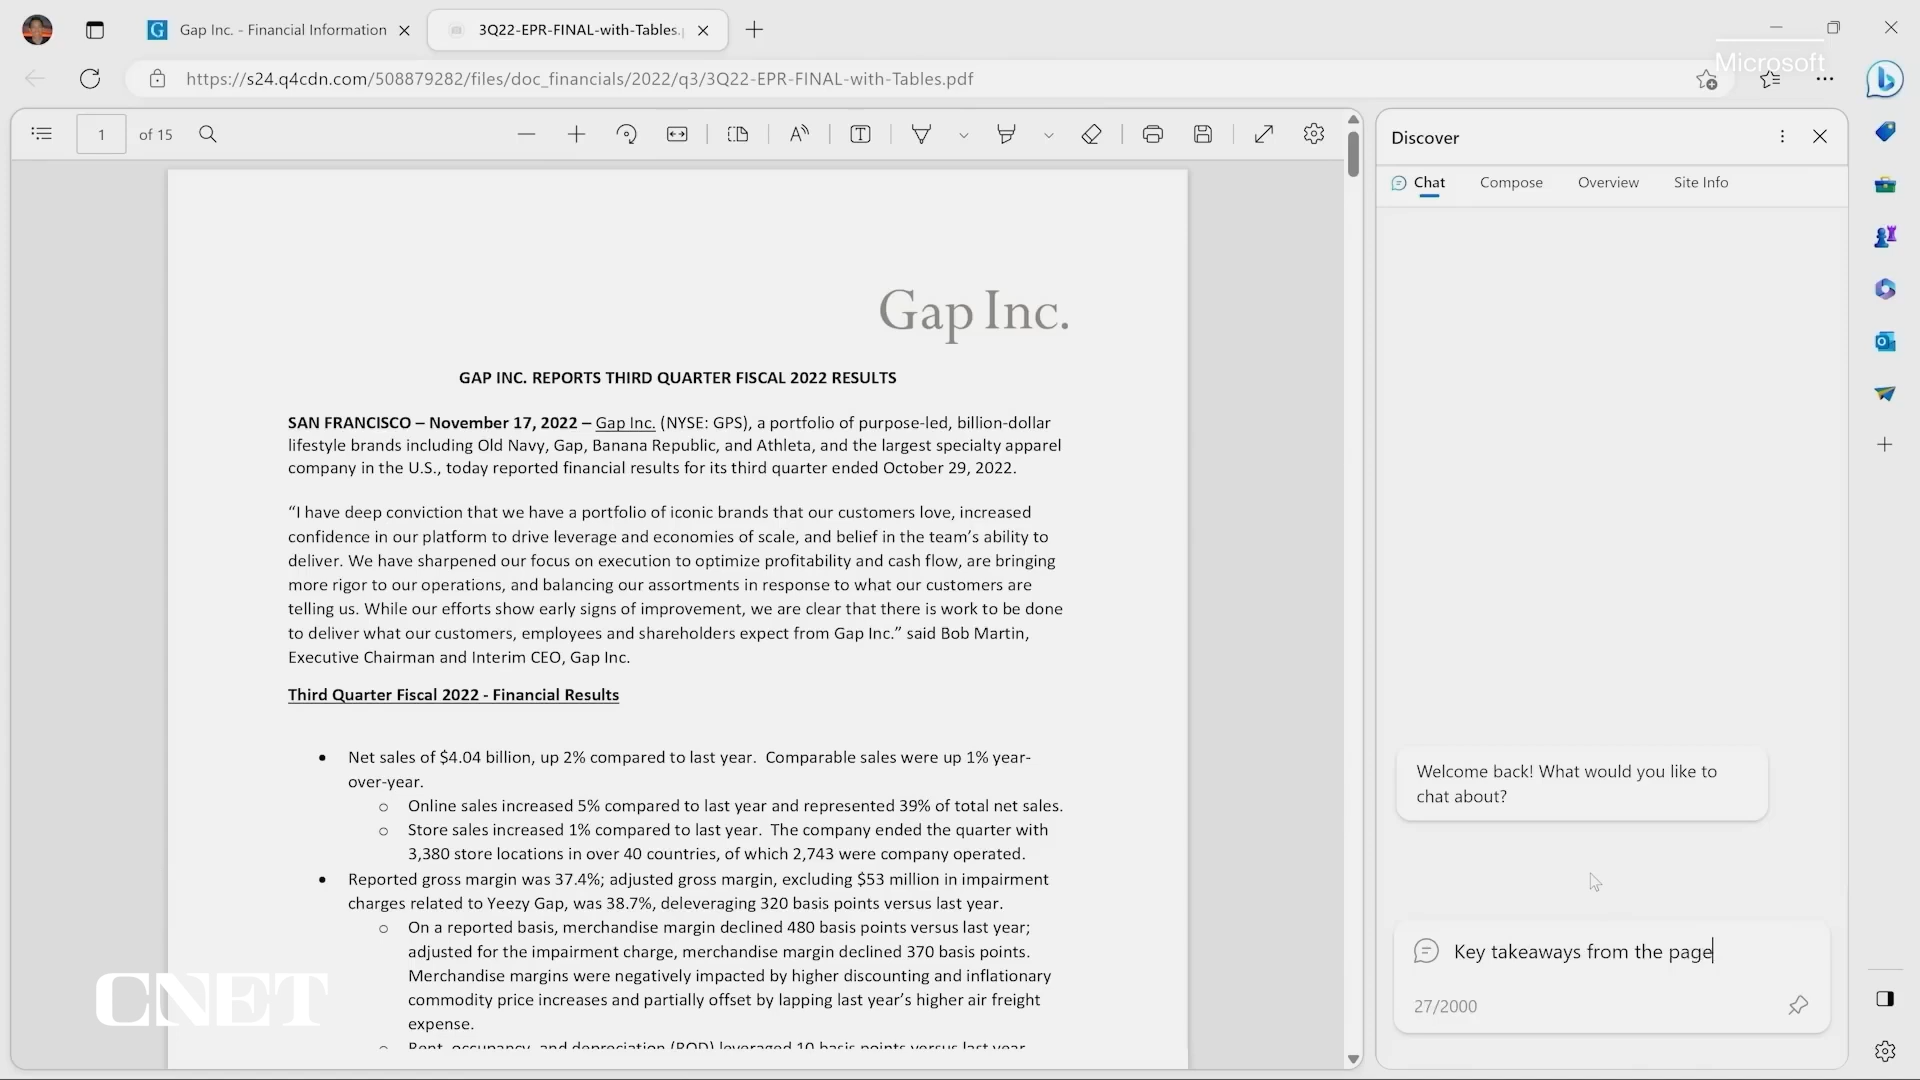 Gap Inc. - Financial Information
3Q22-EPR-FINAL-with-Tables.
Microsoft
https://s24.q4cdn.com/508879282/files/doc_financials/2022/q3/3Q22-EPR-FINAL-with-Tables.pdf
1 of 15
Gap Inc.
GAP INC. REPORTS THIRD QUARTER FISCAL 2022 RESULTS
SAN FRANCISCO – November 17, 2022 – Gap Inc. (NYSE: GPS), a portfolio of purpose-led, billion-dollar
lifestyle brands including Old Navy, Gap, Banana Republic, and Athleta, and the largest specialty apparel
company in the U.S., today reported financial results for its third quarter ended October 29, 2022.
“I have deep conviction that we have a portfolio of iconic brands that our customers love, increased
confidence in our platform to drive leverage and economies of scale, and belief in the team’s ability to
deliver. We have sharpened our focus on execution to optimize profitability and cash flow, are bringing
more rigor to our operations, and balancing our assortments in response to what our customers are
telling us. While our efforts show early signs of improvement, we are clear that there is work to be done
to deliver what our customers, employees and shareholders expect from Gap Inc.” said Bob Martin,
Executive Chairman and Interim CEO, Gap Inc.
Third Quarter Fiscal 2022 - Financial Results
• Net sales of $4.04 billion, up 2% compared to last year. Comparable sales were up 1% year-
over-year.
o Online sales increased 5% compared to last year and represented 39% of total net sales.
o Store sales increased 1% compared to last year. The company ended the quarter with
3,380 store locations in over 40 countries, of which 2,743 were company operated.
• Reported gross margin was 37.4%; adjusted gross margin, excluding $53 million in impairment
charges related to Yeezy Gap, was 38.7%, deleveraging 320 basis points versus last year.
o On a reported basis, merchandise margin declined 480 basis points versus last year;
adjusted for the impairment charge, merchandise margin declined 370 basis points.
Merchandise margins were negatively impacted by higher discounting and inflationary
commodity price increases and partially offset by lapping last year’s higher air freight
expense.
o Rent, occupancy, and depreciation (ROD) leveraged 10 basis points versus last year
CNET
Discover
Chat
Compose
Overview
Site Info
Welcome back! What would you like to
chat about?
Key takeaways from the page
27/2000